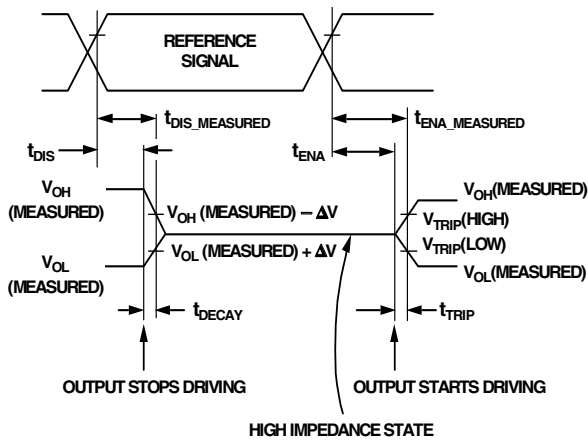 REFERENCE
SIGNAL
tDIS_MEASURED
tENA_MEASURED
tDIS
tENA
VOH
(MEASURED)
VOH (MEASURED) – ΔV
VOL (MEASURED) + ΔV
VOL
(MEASURED)
VOH(MEASURED)
VTRIP(HIGH)
VTRIP(LOW)
VOL(MEASURED)
tDECAY
tTRIP
OUTPUT STOPS DRIVING
OUTPUT STARTS DRIVING
HIGH IMPEDANCE STATE